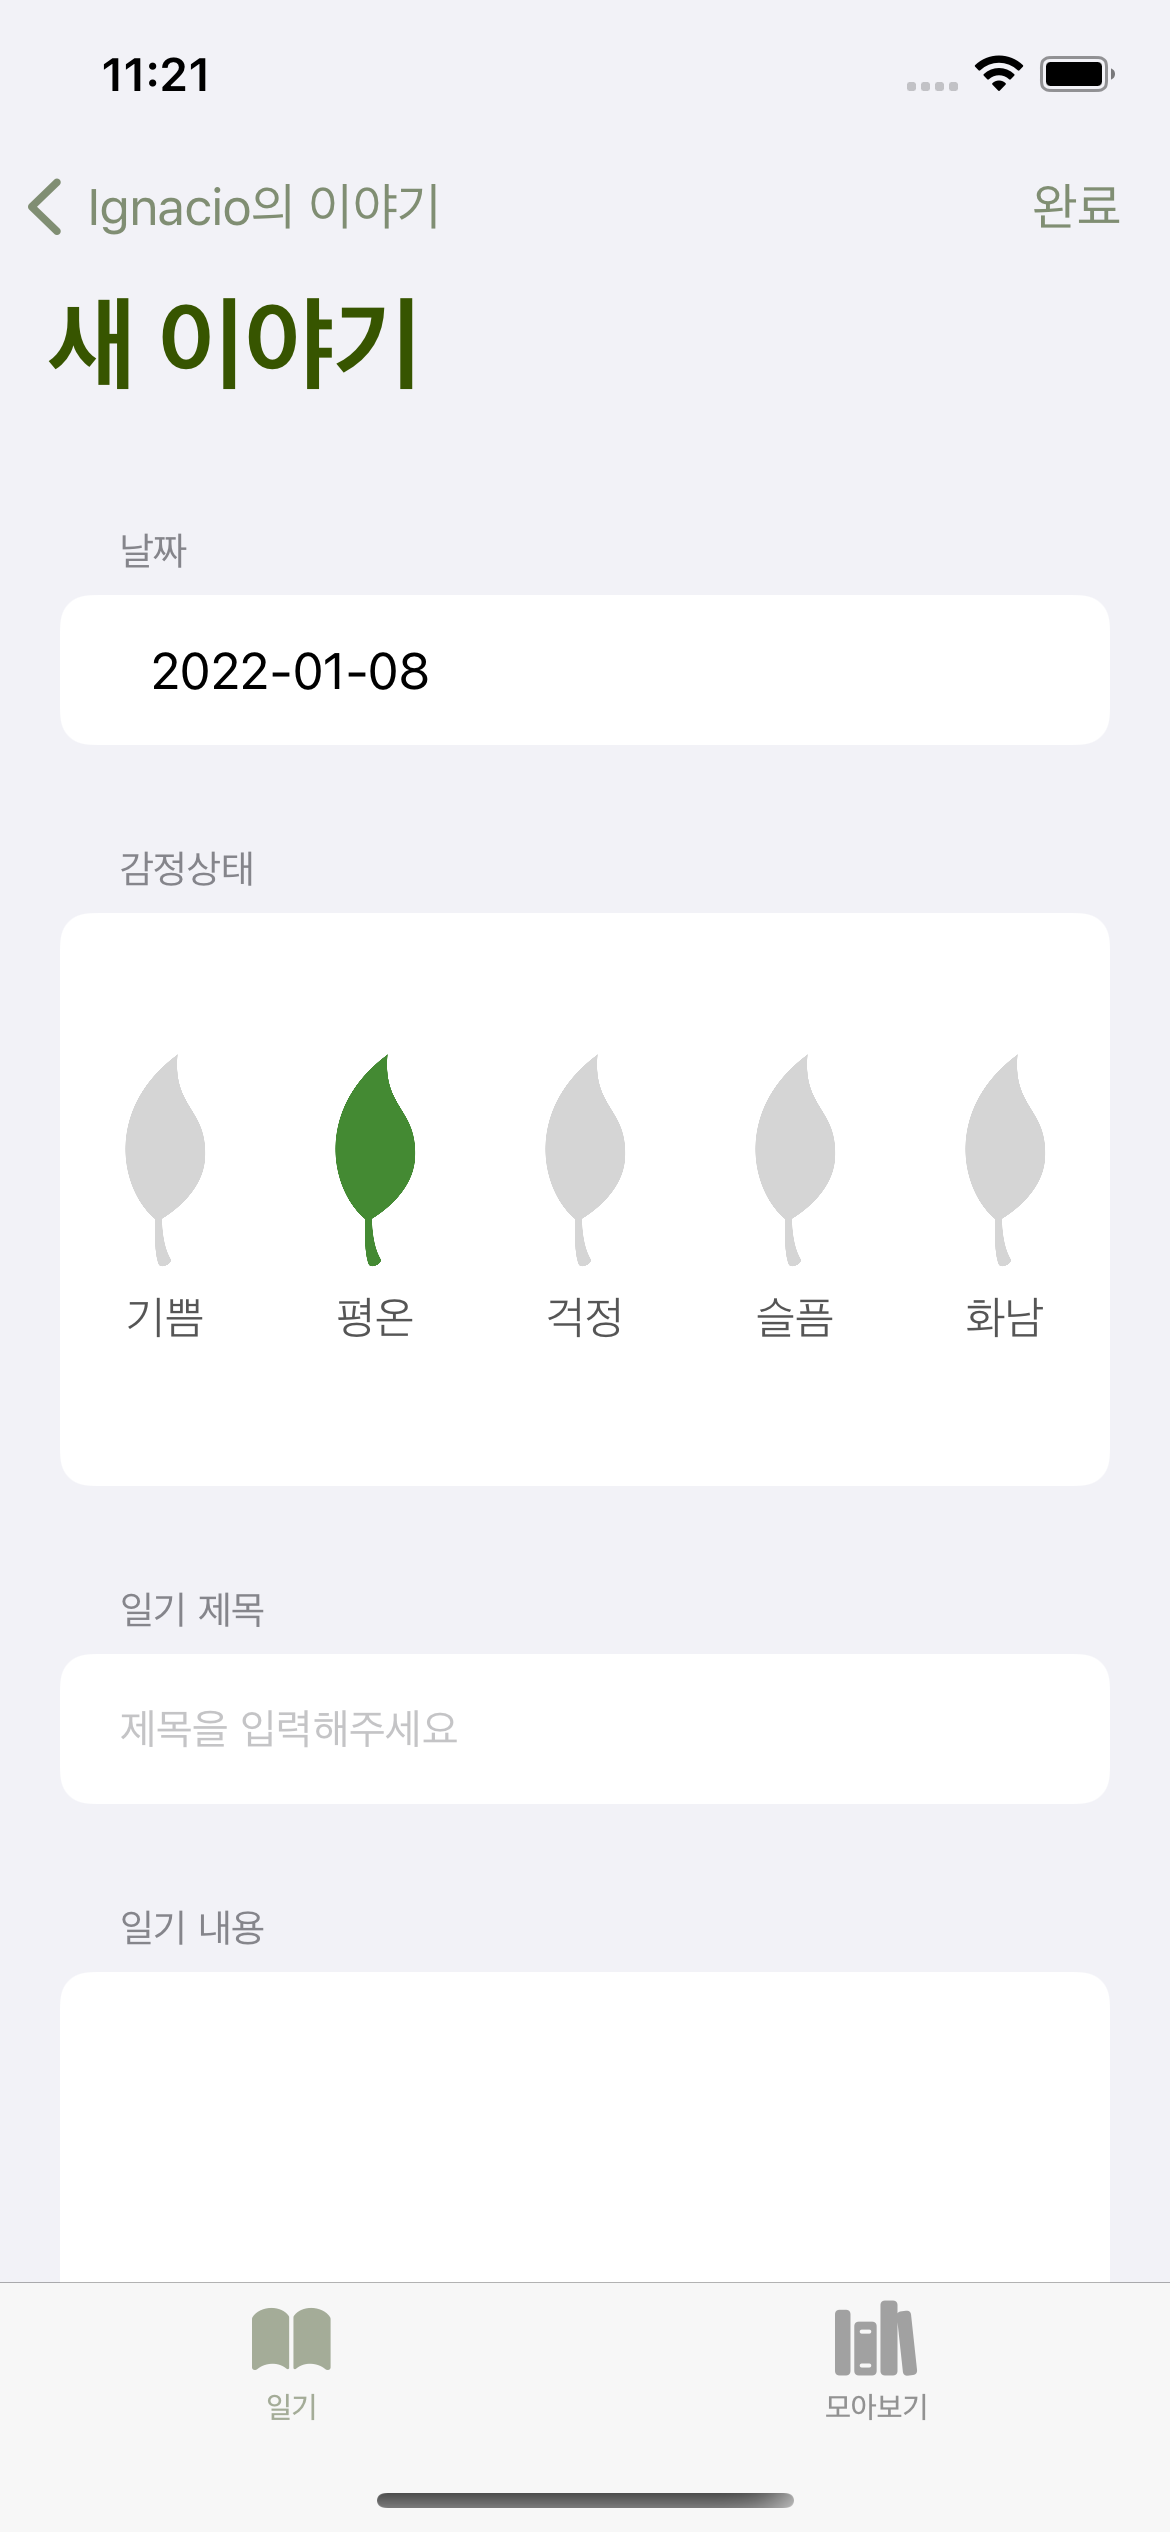 11:21
Ignacio의 이야기
완료
새 이야기
날짜
2022-01-08
감정상태
기쁨 평온 걱정 슬픔 화남
일기 제목
제목을 입력해주세요
일기 내용
일기 모아보기